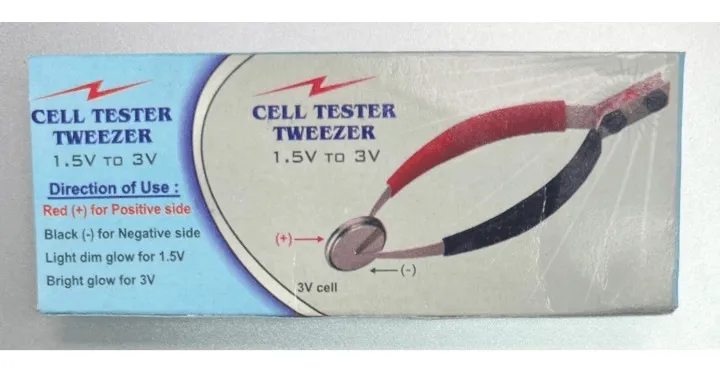 CELL TESTER
TWEEZER
1.5V TO 3V
Direction of Use :
Red (+) for Positive side
Black (-) for Negative side
Light dim glow for 1.5V
Bright glow for 3V
CELL TESTER
TWEEZER
1.5V TO 3V
(+)
(-)
3V cell